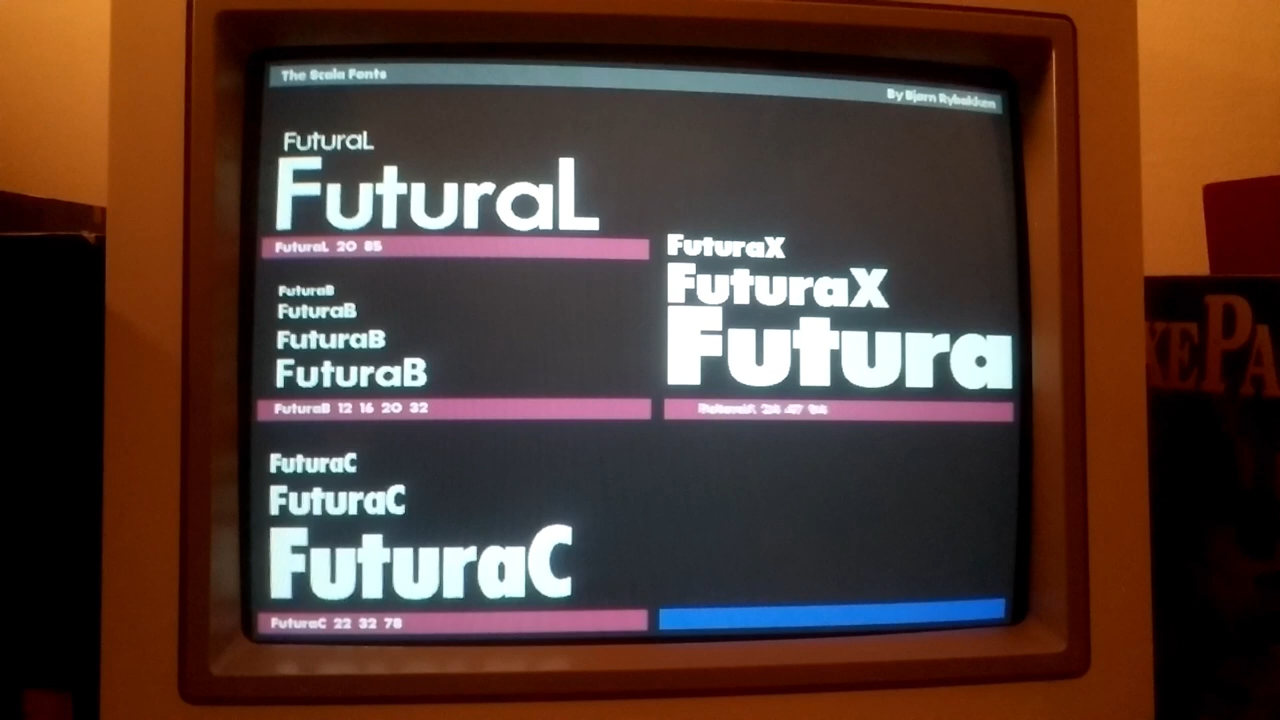 The Scala Fonts
By Bjørn Rybakken
FuturaL
FuturaL
FuturaL 20 85
FuturaB
FuturaB
FuturaB
FuturaB
FuturaB 12 16 20 32
FuturaC
FuturaC
FuturaC
FuturaC 22 32 78
FuturaX
FuturaX
Futura